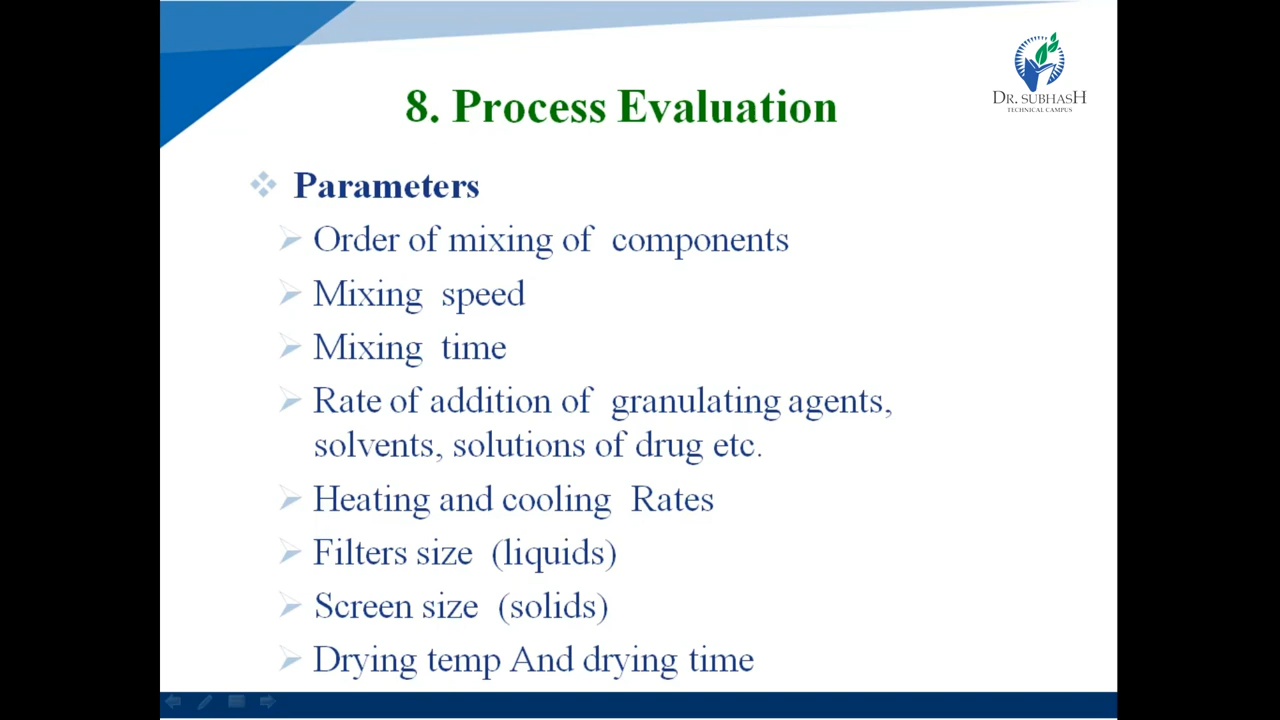 DR. SUBHASH
TECHNICAL CAMPUS
8. Process Evaluation
Parameters
Order of mixing of components
Mixing speed
Mixing time
Rate of addition of granulating agents,
solvents, solutions of drug etc.
Heating and cooling Rates
Filters size (liquids)
Screen size (solids)
Drying temp And drying time